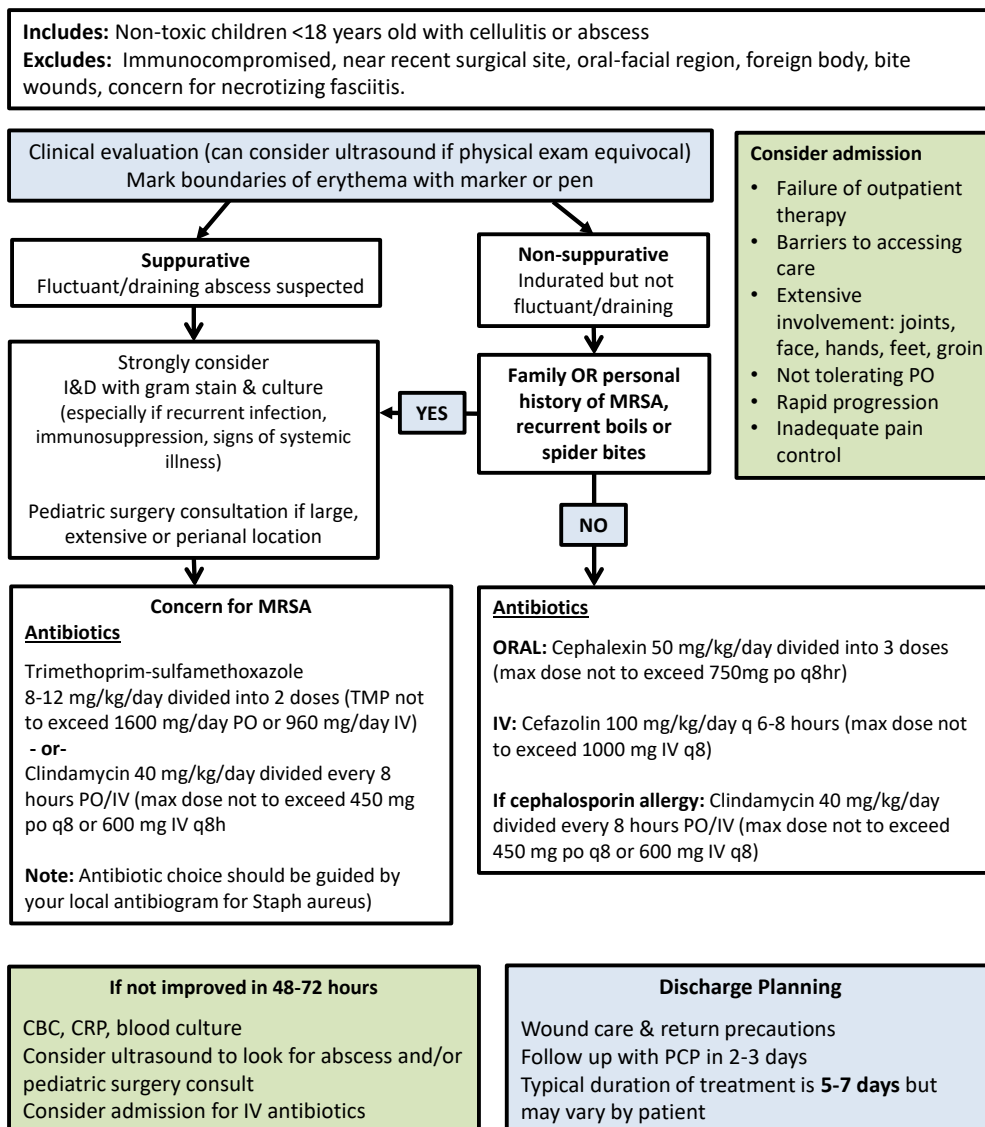 Includes: Non-toxic children <18 years old with cellulitis or abscess
Excludes: Immunocompromised, near recent surgical site, oral-facial region, foreign body, bite
wounds, concern for necrotizing fasciitis.
Clinical evaluation (can consider ultrasound if physical exam equivocal)
Mark boundaries of erythema with marker or pen
Consider admission
• Failure of outpatient
therapy
• Barriers to accessing
care
• Extensive
involvement: joints,
face, hands, feet, groin
• Not tolerating PO
• Rapid progression
• Inadequate pain
control
Suppurative
Fluctuant/draining abscess suspected
Non-suppurative
Indurated but not
fluctuant/draining
Strongly consider
I&D with gram stain & culture
(especially if recurrent infection,
immunosuppression, signs of systemic
illness)
Pediatric surgery consultation if large,
extensive or perianal location
YES
Family OR personal
history of MRSA,
recurrent boils or
spider bites
NO
Concern for MRSA
Antibiotics
Trimethoprim-sulfamethoxazole
8-12 mg/kg/day divided into 2 doses (TMP not
to exceed 1600 mg/day PO or 960 mg/day IV)
- or-
Clindamycin 40 mg/kg/day divided every 8
hours PO/IV (max dose not to exceed 450 mg
po q8 or 600 mg IV q8h
Note: Antibiotic choice should be guided by
your local antibiogram for Staph aureus)
Antibiotics
ORAL: Cephalexin 50 mg/kg/day divided into 3 doses
(max dose not to exceed 750mg po q8hr)
IV: Cefazolin 100 mg/kg/day q 6-8 hours (max dose not
to exceed 1000 mg IV q8)
If cephalosporin allergy: Clindamycin 40 mg/kg/day
divided every 8 hours PO/IV (max dose not to exceed
450 mg po q8 or 600 mg IV q8)
If not improved in 48-72 hours
CBC, CRP, blood culture
Consider ultrasound to look for abscess and/or
pediatric surgery consult
Consider admission for IV antibiotics
Discharge Planning
Wound care & return precautions
Follow up with PCP in 2-3 days
Typical duration of treatment is 5-7 days but
may vary by patient